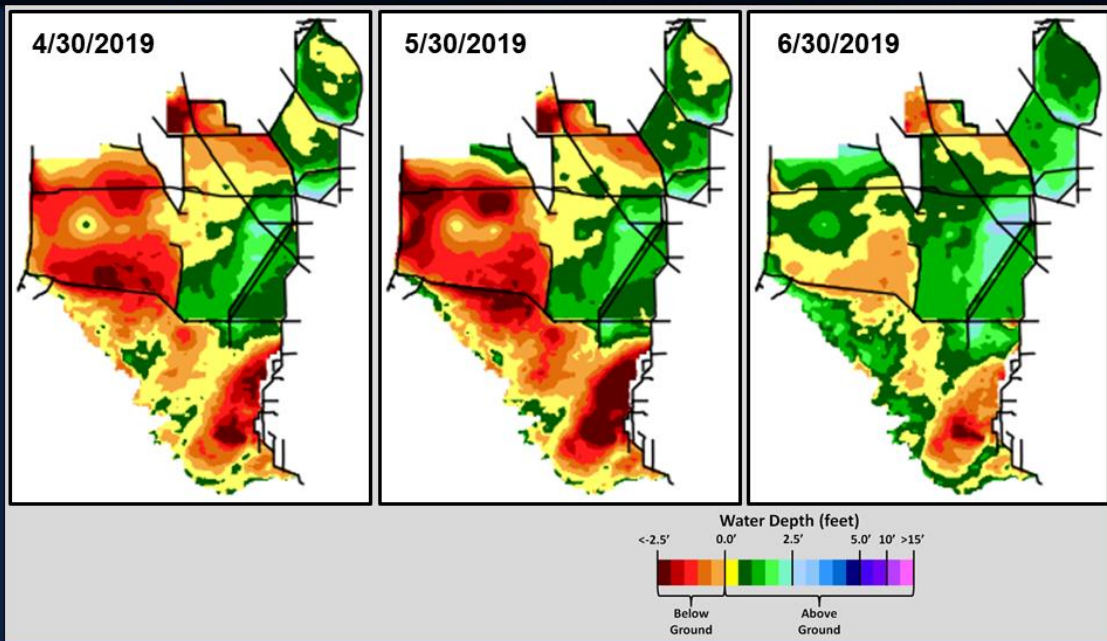 4/30/2019
5/30/2019
6/30/2019
Water Depth (feet)
<-2.5' 0.0' 2.5' 5.0' 10' >15'
Below Ground
Above Ground